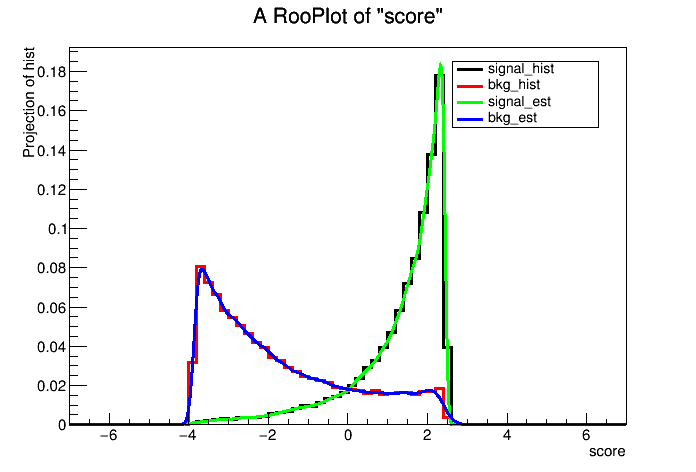 A RooPlot of "score"
Projection of hist
0.18
0.16
0.14
0.12
0.1
0.08
0.06
0.04
0.02
0
signal_hist
bkg_hist
signal_est
bkg_est
−6 −4 −2 0 2 4 6
score